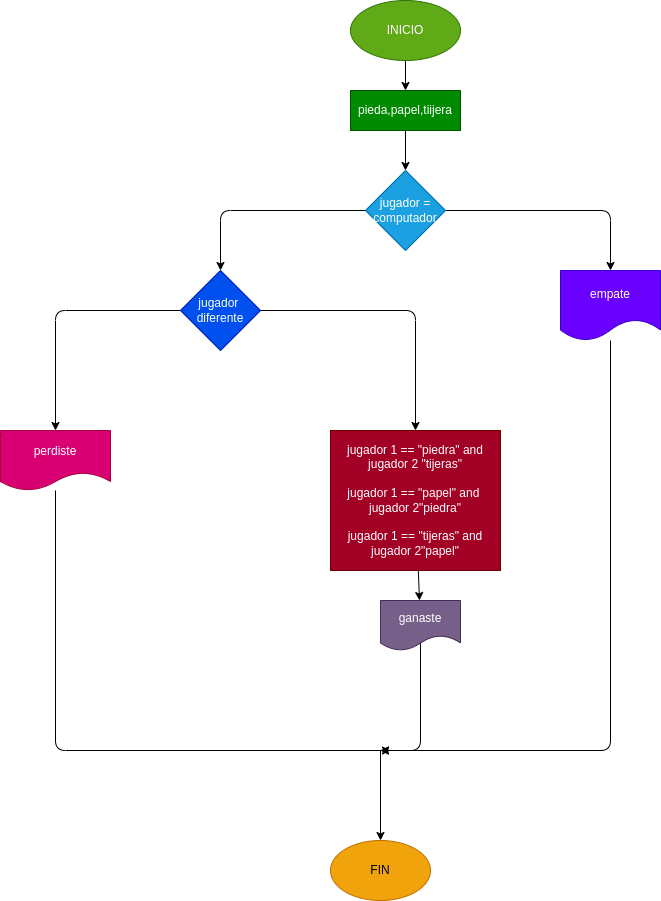 INICIO
pieda,papel,tiijera
jugador =
computador
empate
jugador
diferente
perdiste
jugador 1 == "piedra" and
jugador 2 "tijeras"
jugador 1 == "papel" and
jugador 2"piedra"
jugador 1 == "tijeras" and
jugador 2"papel"
ganaste
FIN